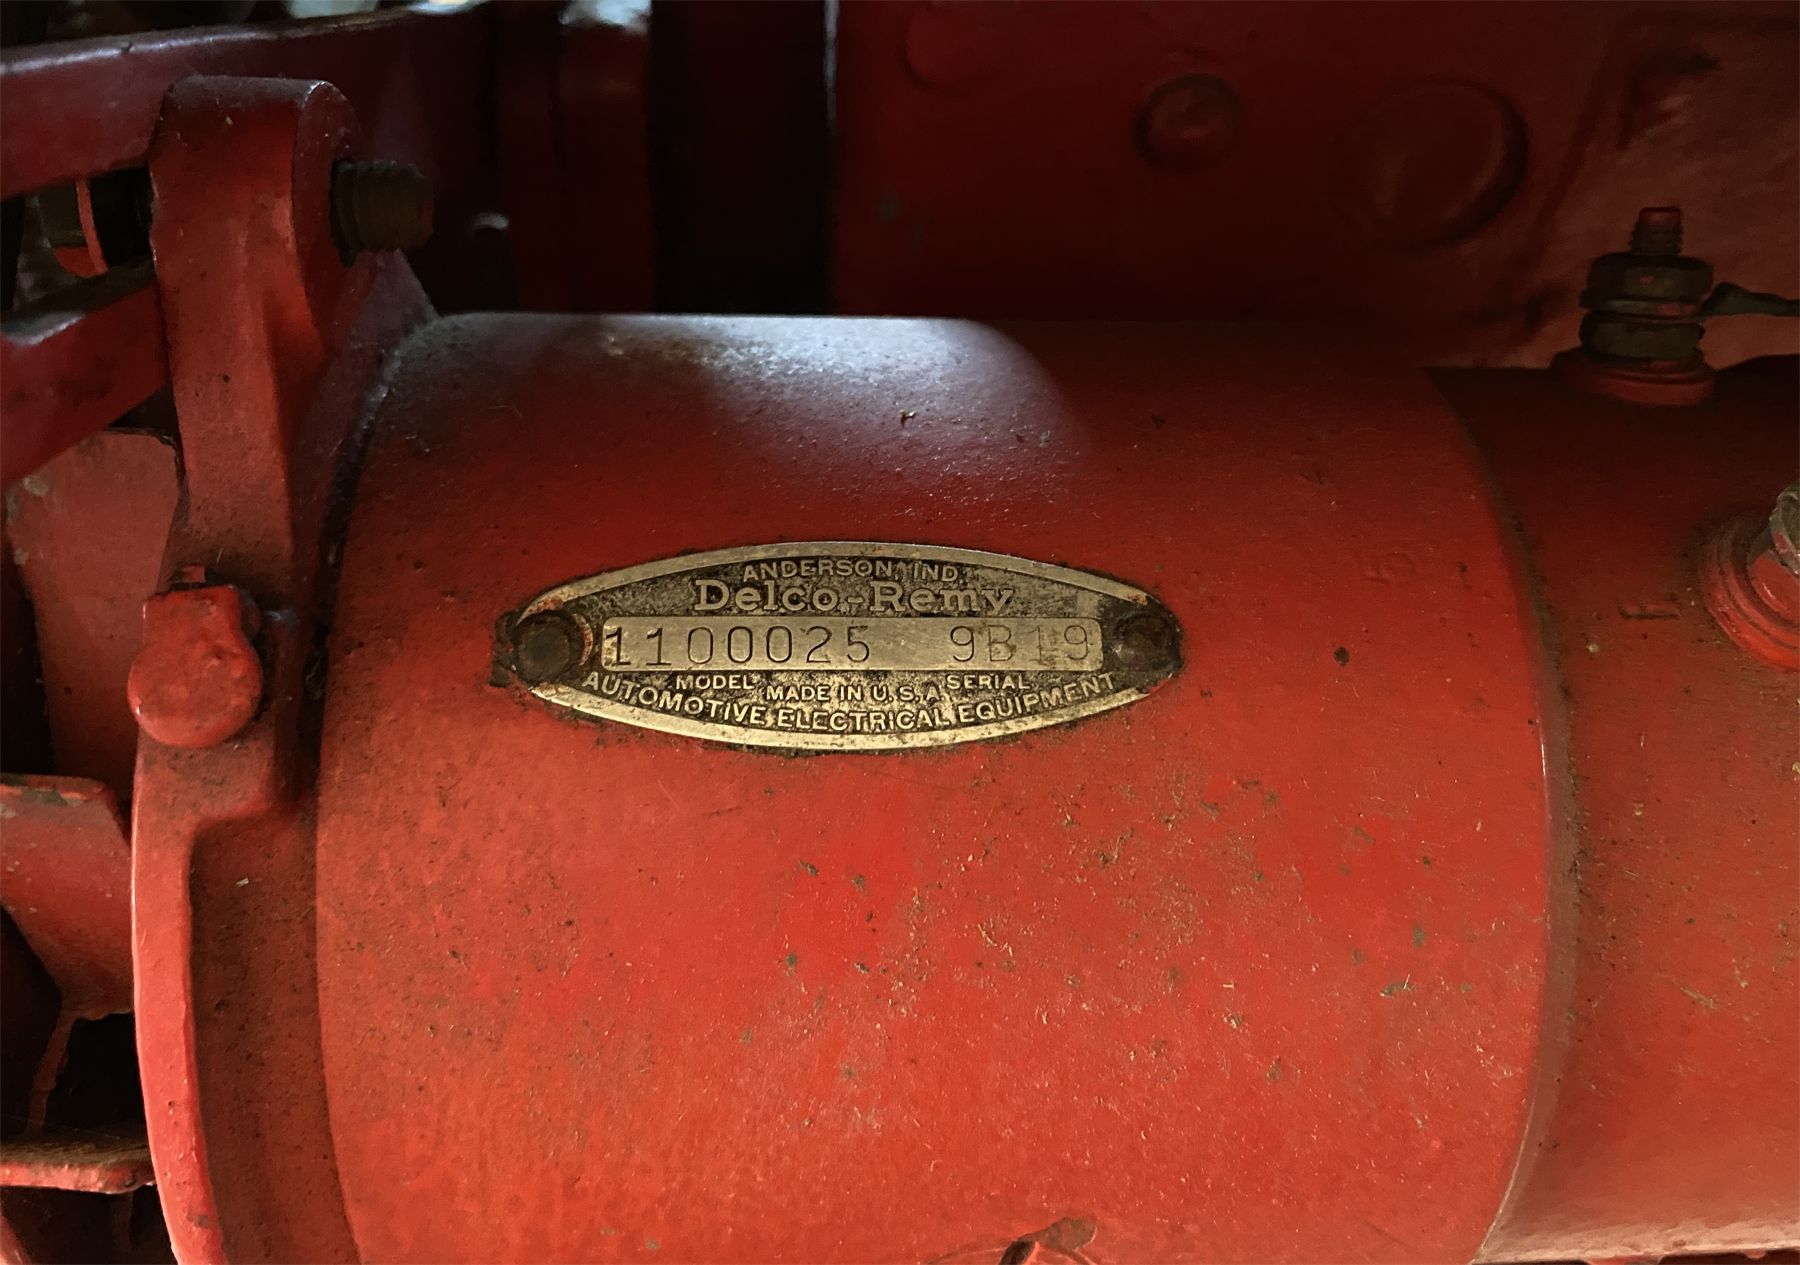 ANDERSON, IND.
Delco-Remy
1100025 9B19
MODEL SERIAL
MADE IN U.S.A.
AUTOMOTIVE ELECTRICAL EQUIPMENT
F